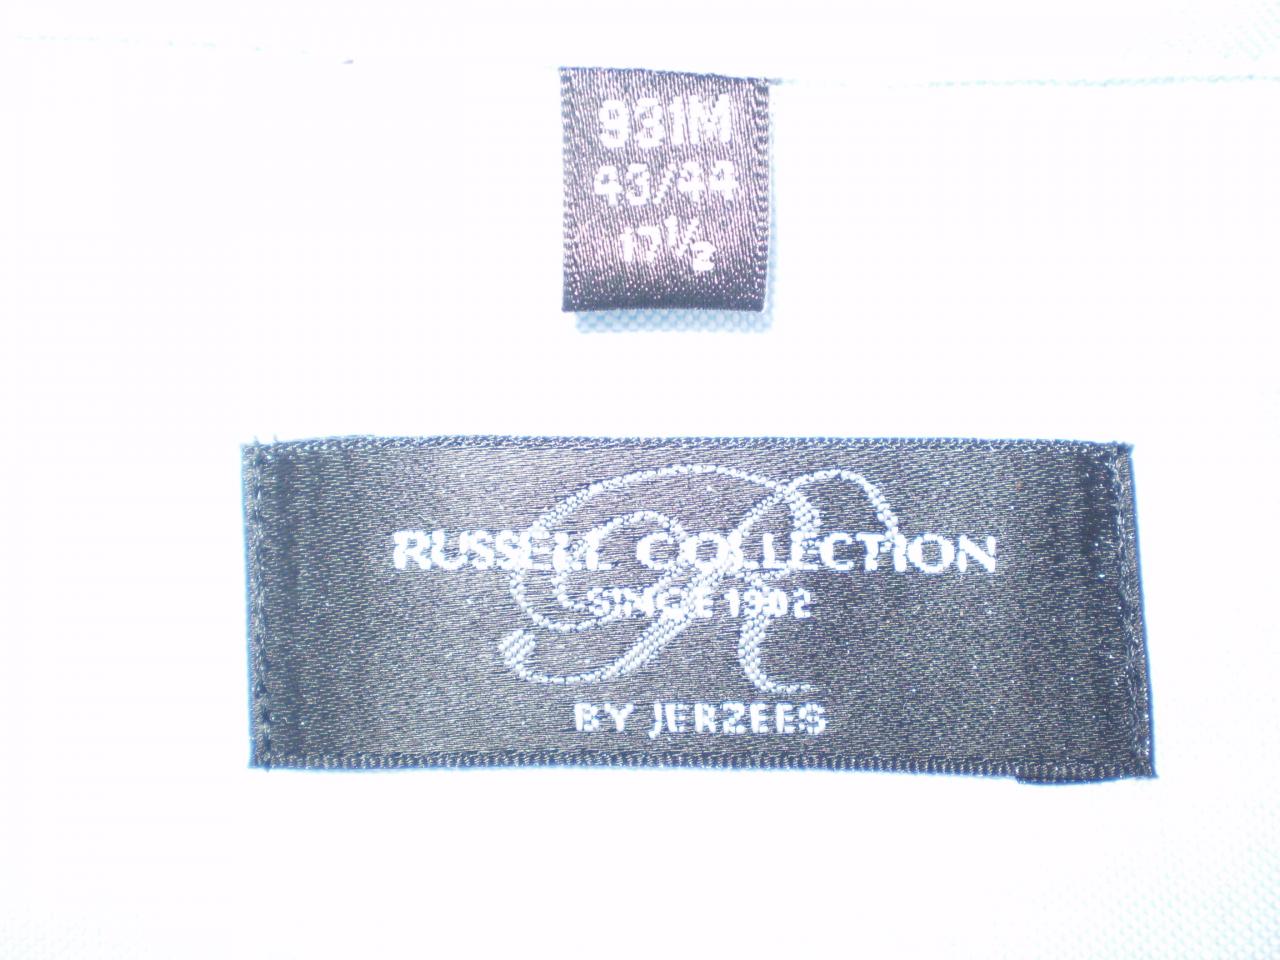 931M
43/44
17½
RUSSELL COLLECTION
SINCE 1902
BY JERZEES